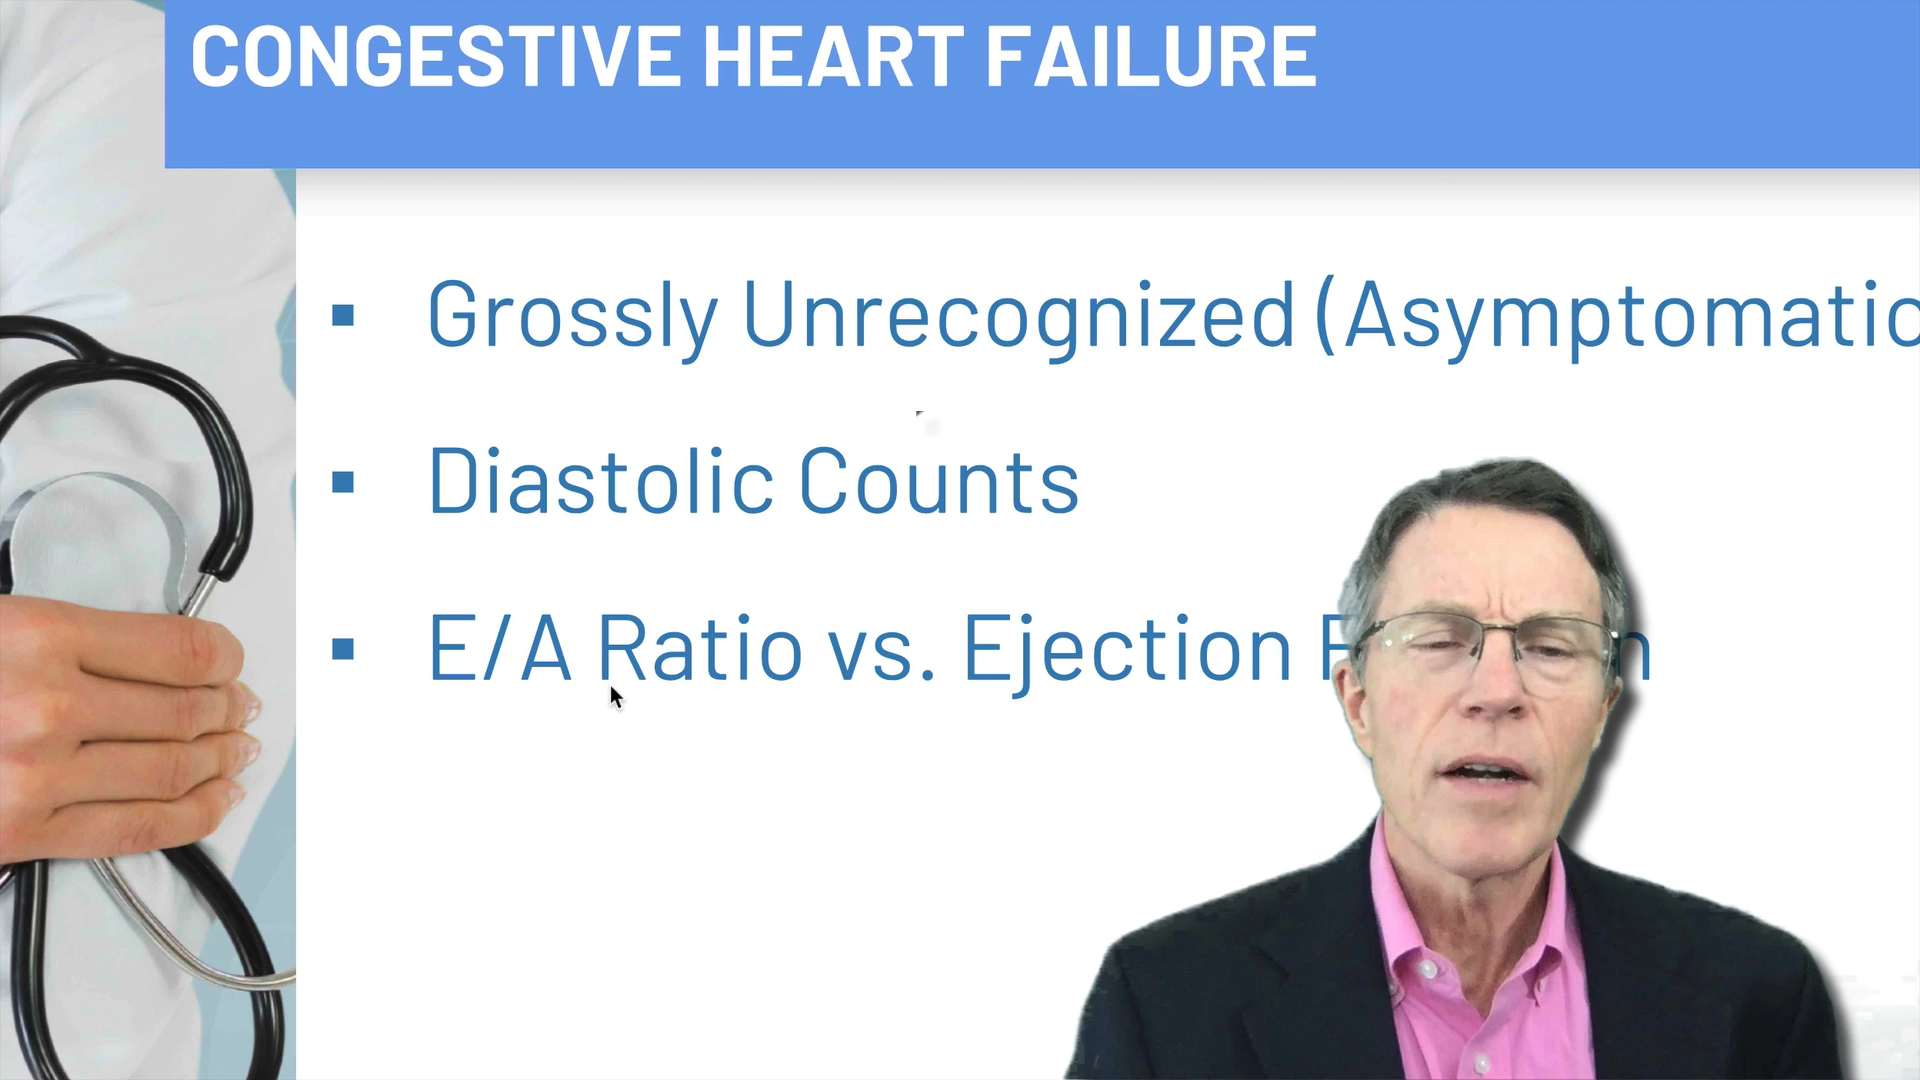 CONGESTIVE HEART FAILURE
Grossly Unrecognized (Asymptomatic
Diastolic Counts
E/A Ratio vs. Ejection